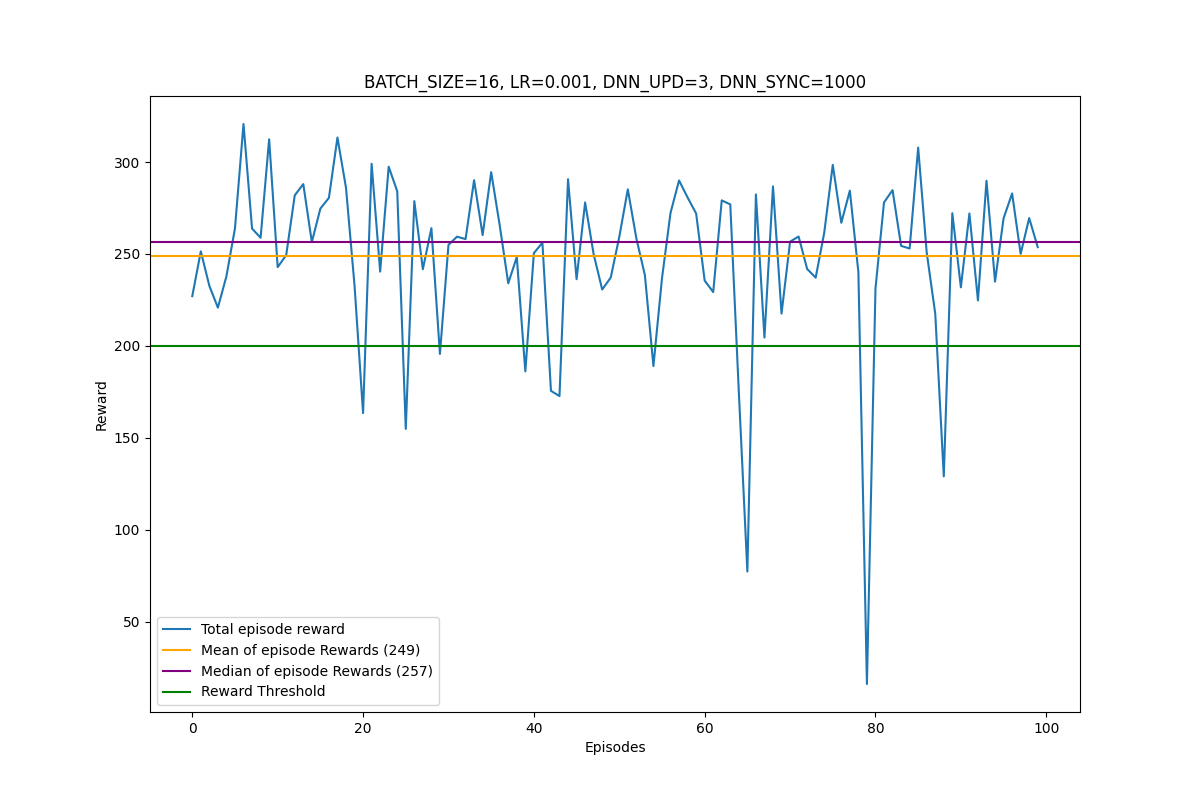 BATCH_SIZE=16, LR=0.001, DNN_UPD=3, DNN_SYNC=1000
300
250
200
150
100
50
Reward
Total episode reward
Mean of episode Rewards (249)
Median of episode Rewards (257)
Reward Threshold
0 20 40 60 80 100
Episodes